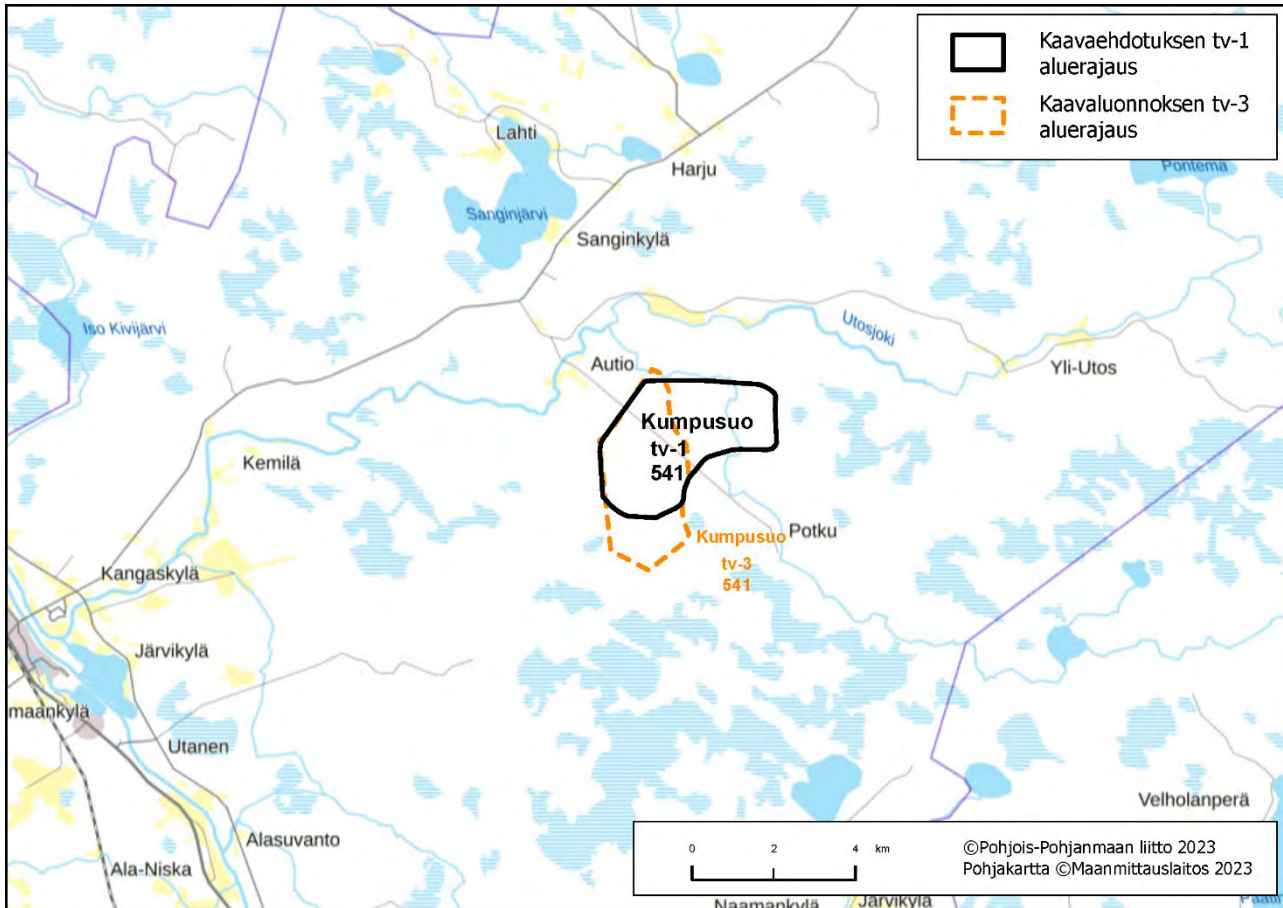 Kaavaehdotuksen tv-1
aluerajaus
Kaavaluonnoksen tv-3
aluerajaus
Lahti
Harju
Pontema
Sanginjärvi
Sanginkylä
Iso Kivijärvi
Utosjoki
Autio
Yli-Utos
Kumpusuo
tv-1
541
Kemilä
Potku
Kumpusuo
tv-3
541
Kangaskylä
Järvikylä
maankylä
Utanen
Velholanperä
Alasuvanto
Ala-Niska
0 2 4 km
©Pohjois-Pohjanmaan liitto 2023
Pohjakartta ©Maanmittauslaitos 2023
Naamankylä
Järvikylä